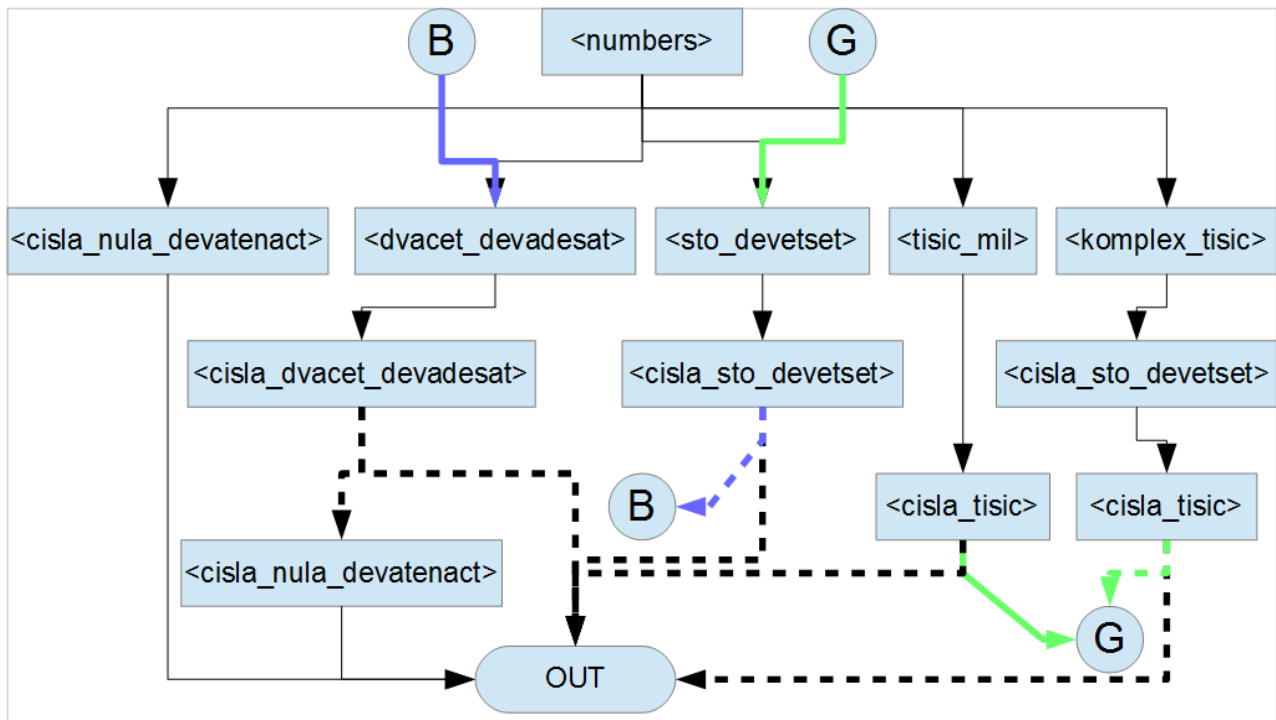 B
<numbers>
G
<cisla_nula_devatenact>
<dvacet_devadesat>
<sto_devetset>
<tisic_mil>
<komplex_tisic>
<cisla_dvacet_devadesat>
<cisla_sto_devetset>
<cisla_sto_devetset>
B
<cisla_tisic>
<cisla_tisic>
<cisla_nula_devatenact>
G
OUT